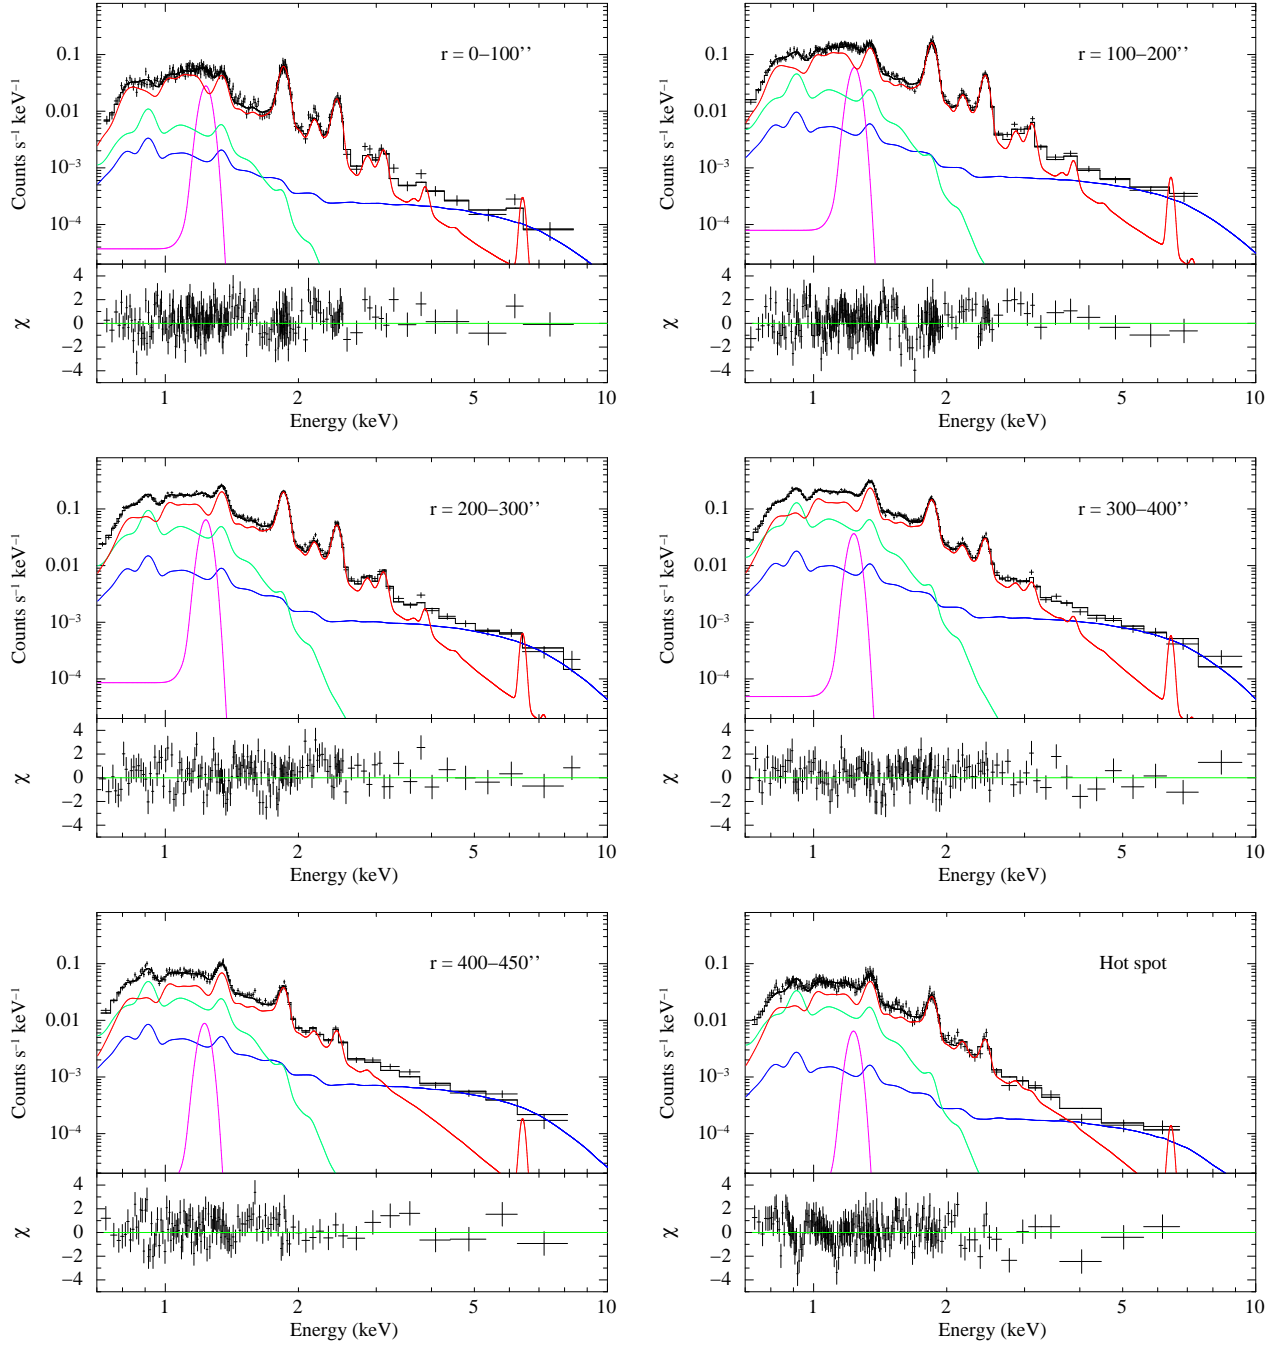 r = 0−100’’
Counts s⁻¹ keV⁻¹
0.1
0.01
10⁻³
10⁻⁴
χ
4
2
0
−2
−4
1 2 5 10
Energy (keV)
r = 100−200’’
Counts s⁻¹ keV⁻¹
0.1
0.01
10⁻³
10⁻⁴
χ
4
2
0
−2
−4
1 2 5 10
Energy (keV)
r = 200−300’’
Counts s⁻¹ keV⁻¹
0.1
0.01
10⁻³
10⁻⁴
χ
4
2
0
−2
−4
1 2 5 10
Energy (keV)
r = 300−400’’
Counts s⁻¹ keV⁻¹
0.1
0.01
10⁻³
10⁻⁴
χ
4
2
0
−2
−4
1 2 5 10
Energy (keV)
r = 400−450’’
Counts s⁻¹ keV⁻¹
0.1
0.01
10⁻³
10⁻⁴
χ
4
2
0
−2
−4
1 2 5 10
Energy (keV)
Hot spot
Counts s⁻¹ keV⁻¹
0.1
0.01
10⁻³
10⁻⁴
χ
4
2
0
−2
−4
1 2 5 10
Energy (keV)